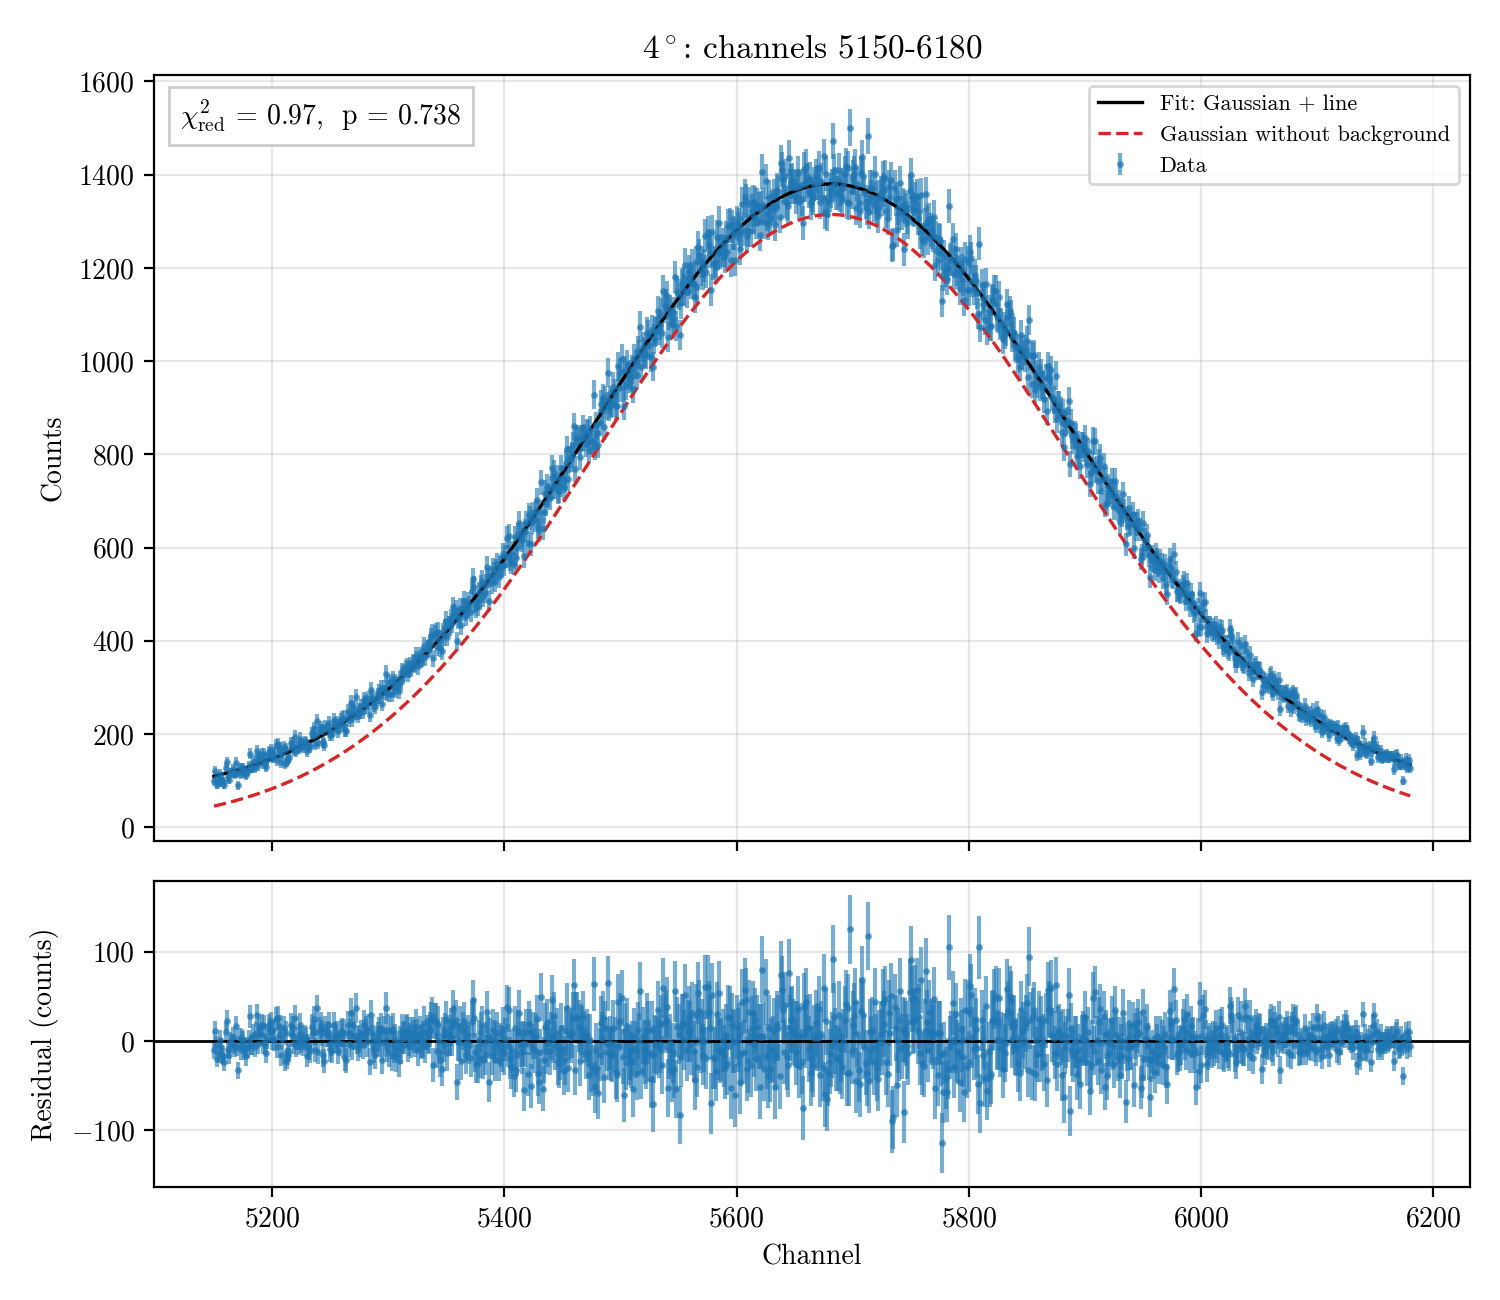 4°: channels 5150-6180
χ²red = 0.97, p = 0.738
Fit: Gaussian + line
Gaussian without background
Data
1600
1400
1200
1000
800
600
400
200
0
Counts
100
0
−100
Residual (counts)
5200 5400 5600 5800 6000 6200
Channel